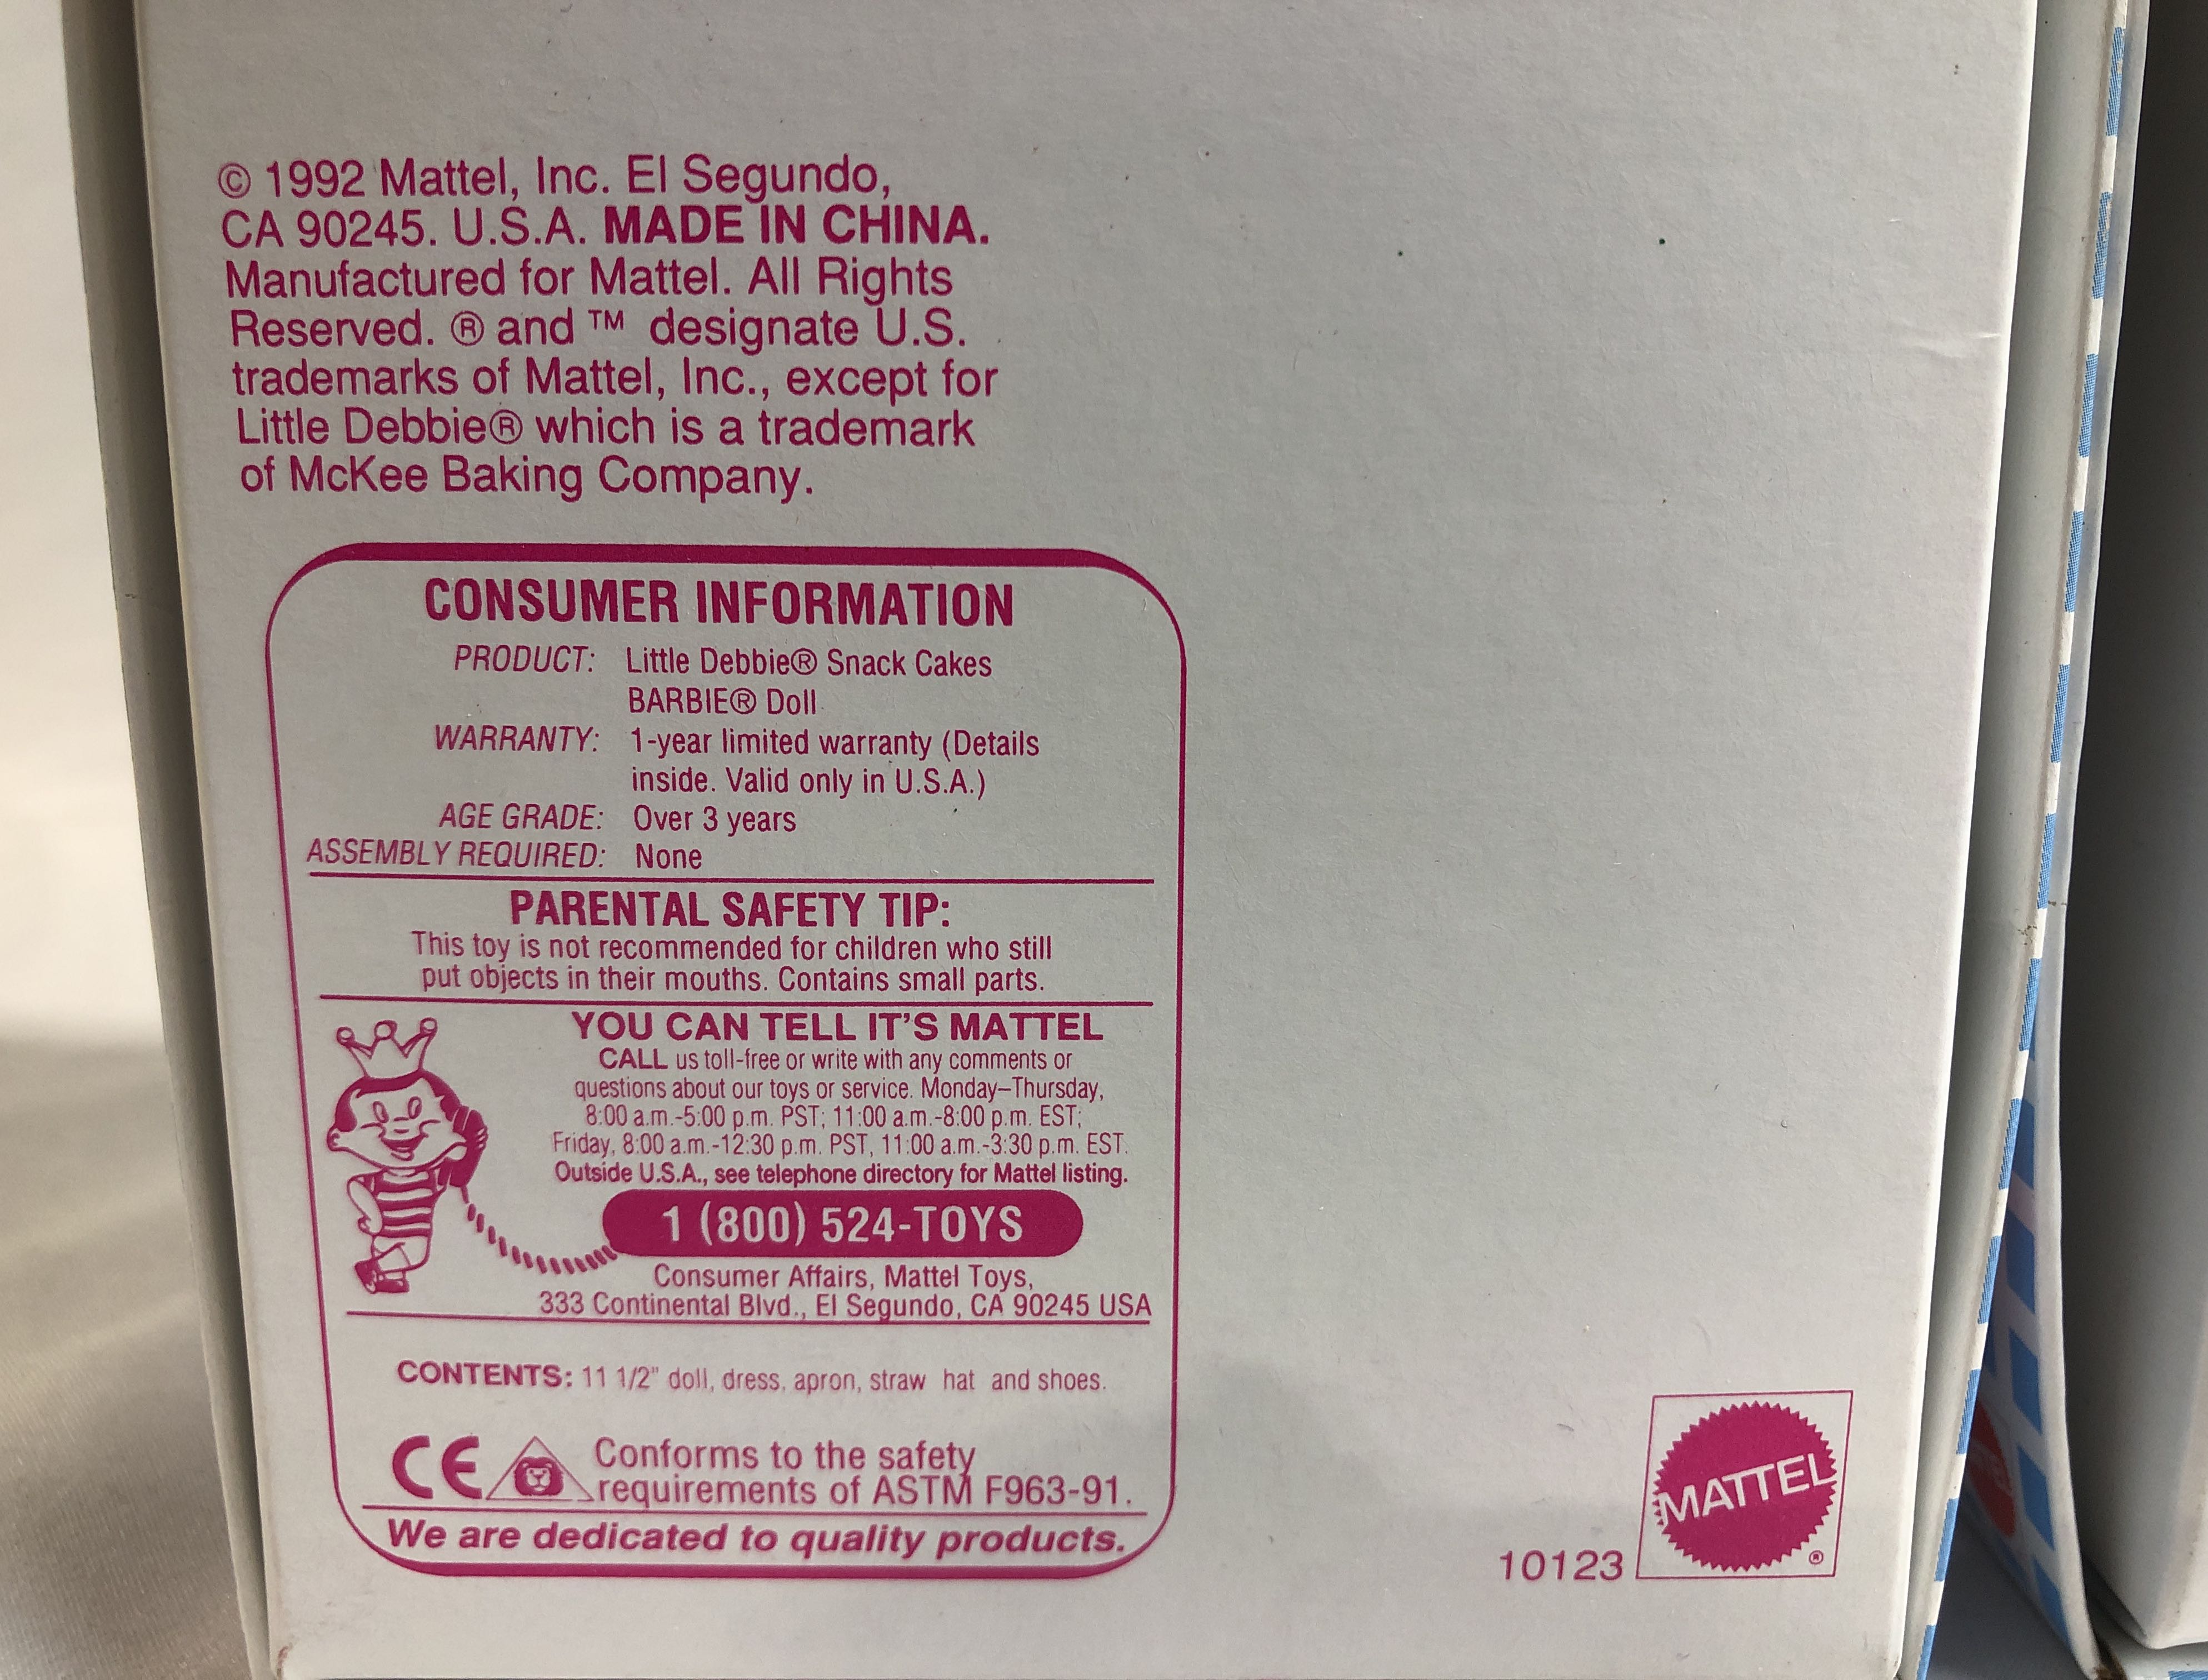 © 1992 Mattel, Inc. El Segundo,
CA 90245. U.S.A. MADE IN CHINA.
Manufactured for Mattel. All Rights
Reserved. ® and ™ designate U.S.
trademarks of Mattel, Inc., except for
Little Debbie® which is a trademark
of McKee Baking Company.
CONSUMER INFORMATION
PRODUCT: Little Debbie® Snack Cakes
BARBIE® Doll
WARRANTY: 1-year limited warranty (Details
inside. Valid only in U.S.A.)
AGE GRADE: Over 3 years
ASSEMBLY REQUIRED: None
PARENTAL SAFETY TIP:
This toy is not recommended for children who still
put objects in their mouths. Contains small parts.
YOU CAN TELL IT'S MATTEL
CALL us toll-free or write with any comments or
questions about our toys or service. Monday–Thursday,
8:00 a.m.-5:00 p.m. PST; 11:00 a.m.-8:00 p.m. EST;
Friday, 8:00 a.m.-12:30 p.m. PST, 11:00 a.m.-3:30 p.m. EST.
Outside U.S.A., see telephone directory for Mattel listing.
1 (800) 524-TOYS
Consumer Affairs, Mattel Toys,
333 Continental Blvd., El Segundo, CA 90245 USA
CONTENTS: 11 1/2" doll, dress, apron, straw hat and shoes.
CE Conforms to the safety
requirements of ASTM F963-91.
We are dedicated to quality products.
10123
MATTEL
®